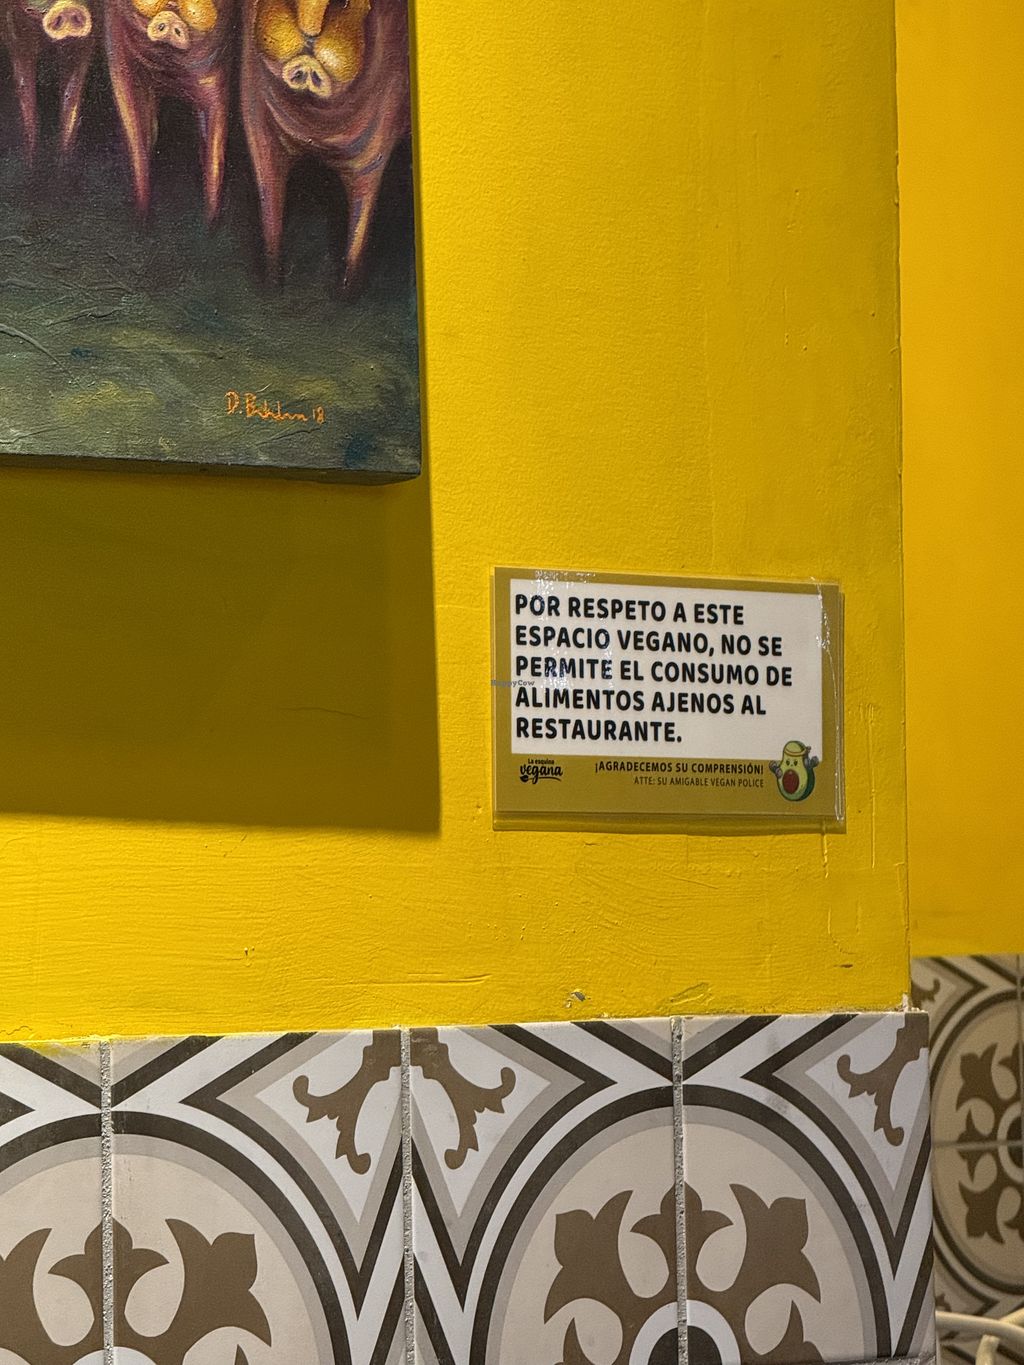 POR RESPETO A ESTE
ESPACIO VEGANO, NO SE
PERMITE EL CONSUMO DE
ALIMENTOS AJENOS AL
RESTAURANTE.
La esquina
vegana
¡AGRADECEMOS SU COMPRENSIÓN!
ATTE: SU AMIGABLE VEGAN POLICE
HappyCow